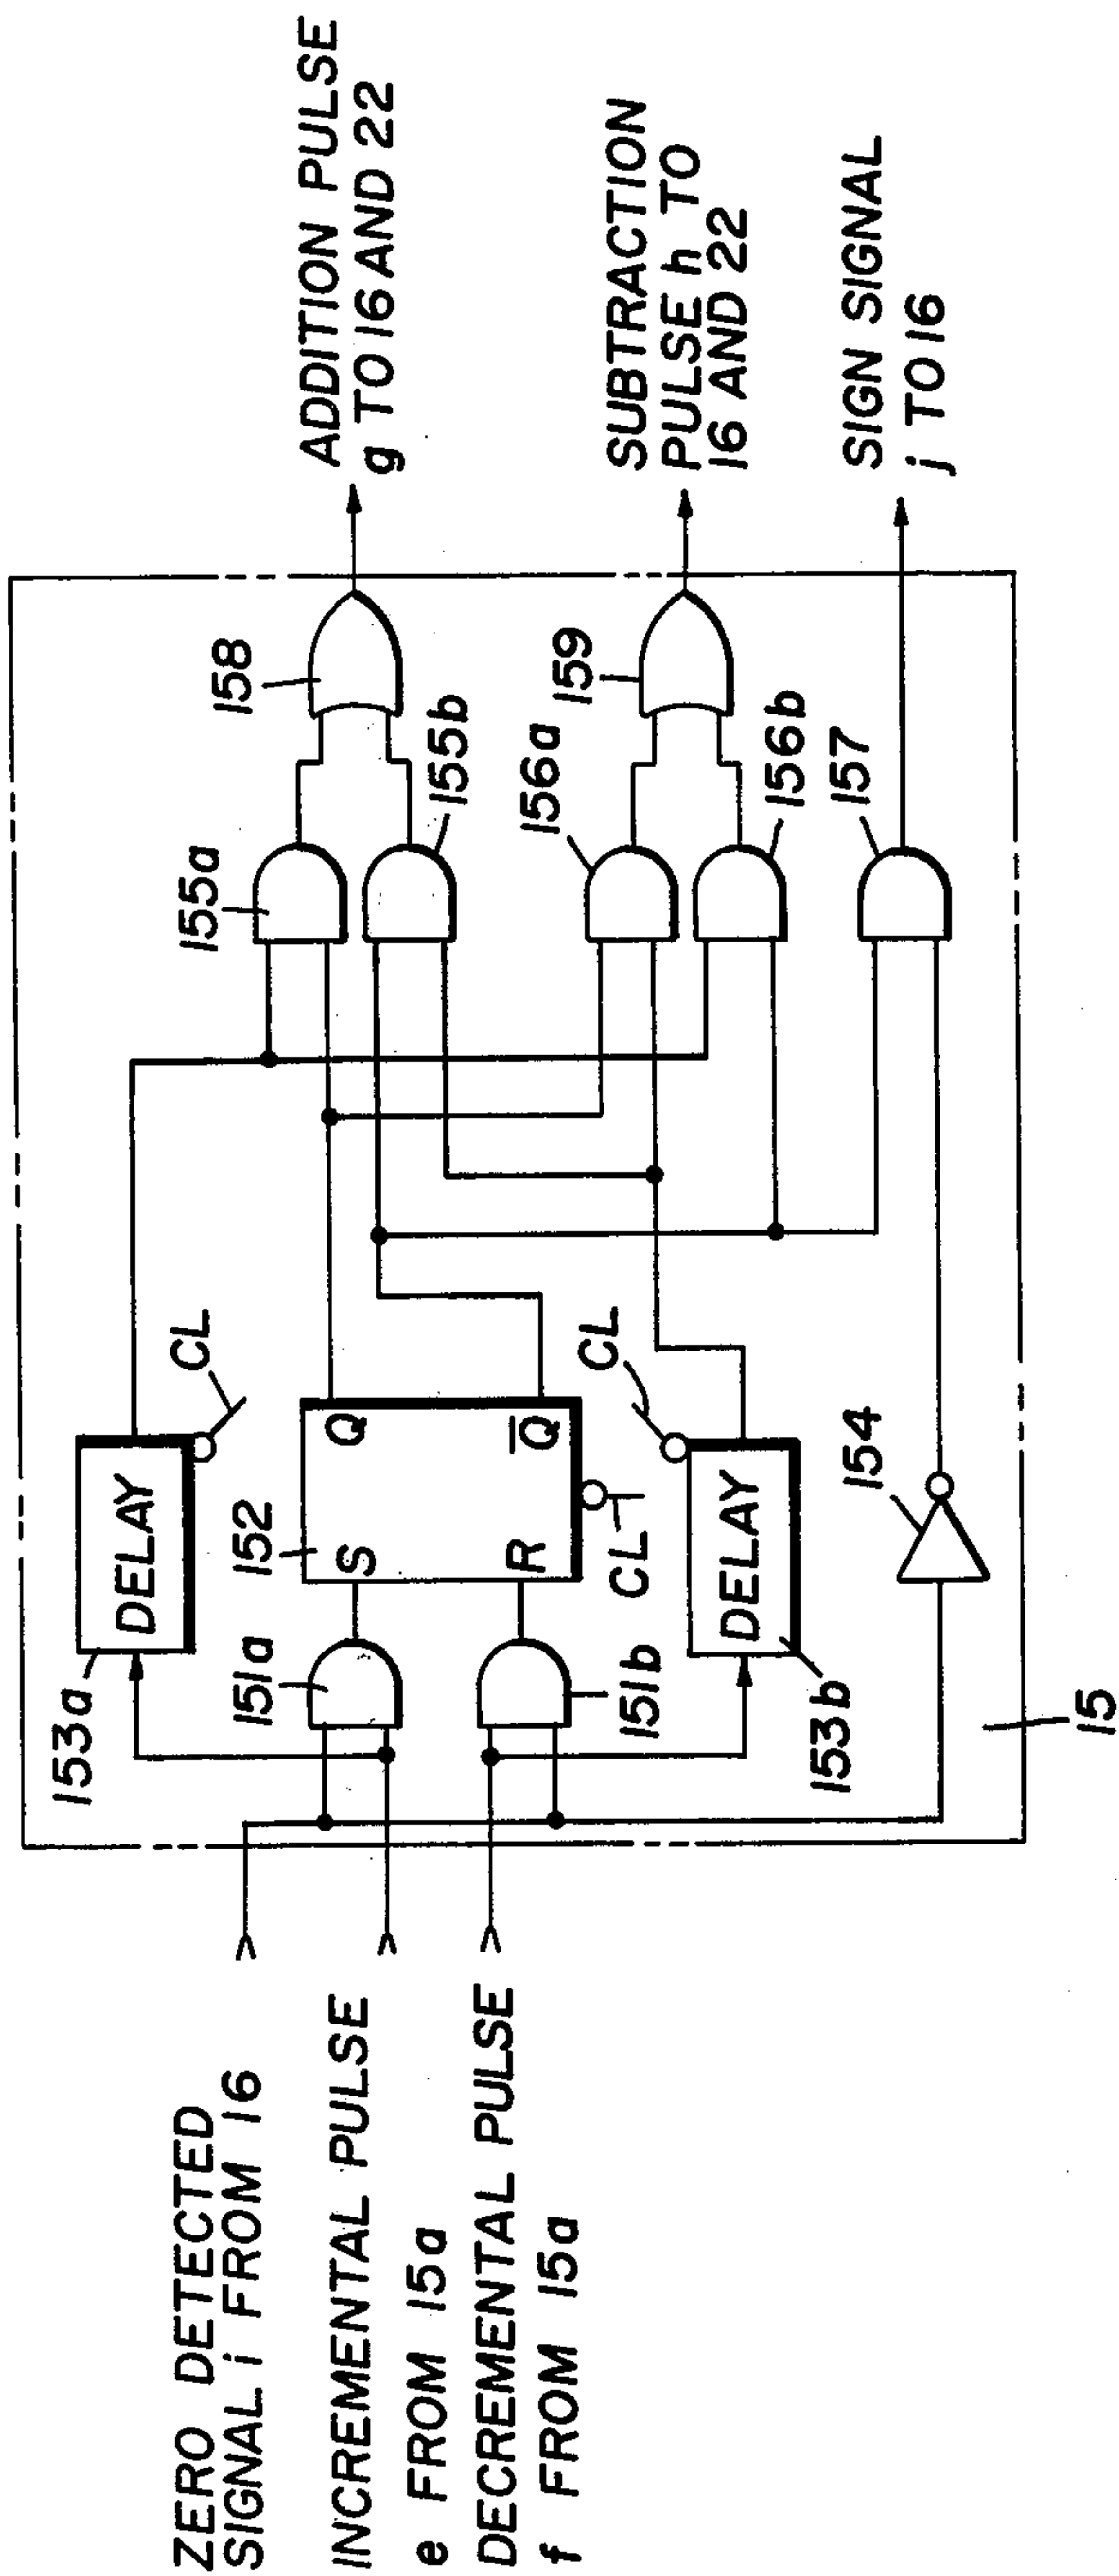 ZERO DETECTED
SIGNAL i FROM 16
INCREMENTAL PULSE
e FROM 15a
DECREMENTAL PULSE
f FROM 15a
153a
DELAY
CL
151a
152
S
Q
R
Q̅
CL
151b
CL
DELAY
153b
154
15
155a
158
155b
156a
159
156b
157
ADDITION PULSE
g TO 16 AND 22
SUBTRACTION
PULSE h TO
16 AND 22
SIGN SIGNAL
j TO 16